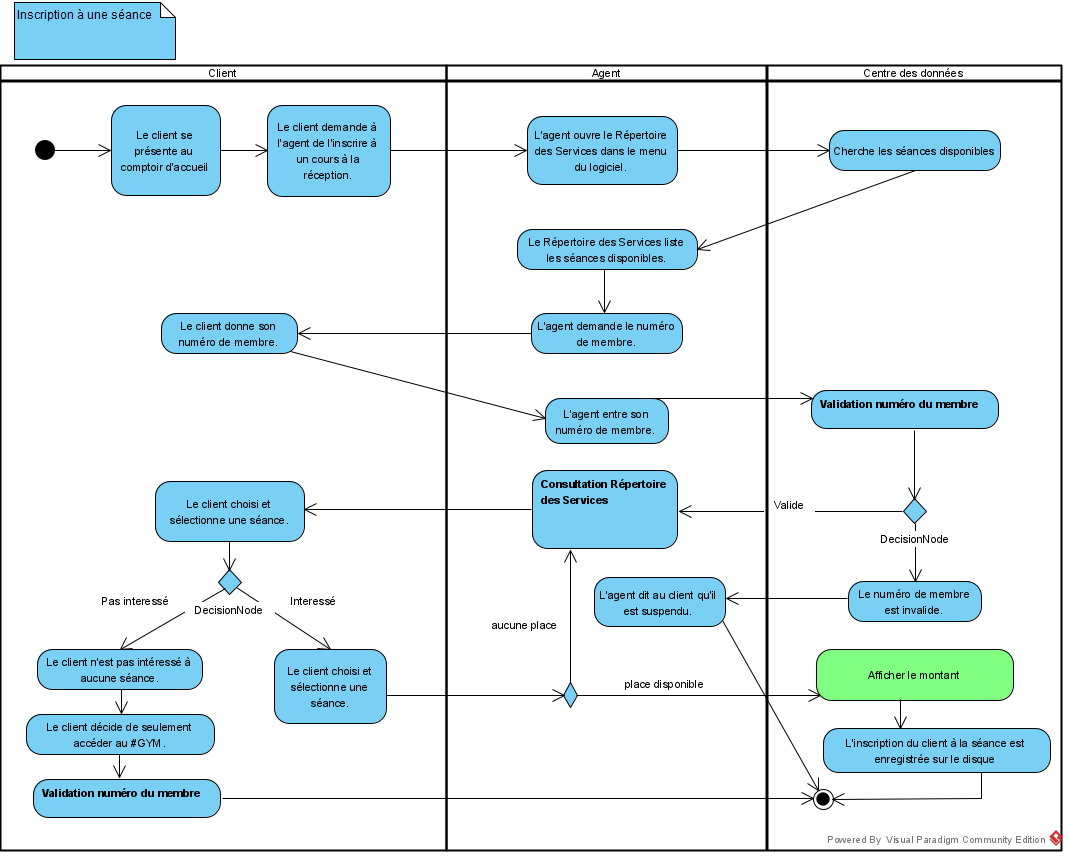 Inscription à une séance
Client
Agent
Centre des données
Le client se
présente au
comptoir d'accueil
Le client demande à
l'agent de l'inscrire à
un cours à la
réception.
L'agent ouvre le Répertoire
des Services dans le menu
du logiciel.
Cherche les séances disponibles
Le Répertoire des Services liste
les séances disponibles.
L'agent demande le numéro
de membre.
Le client donne son
numéro de membre.
L'agent entre son
numéro de membre.
Validation numéro du membre
DecisionNode
Valide
Consultation Répertoire
des Services
Le client choisi et
sélectionne une séance.
Le numéro de membre
est invalide.
L'agent dit au client qu'il
est suspendu.
DecisionNode
Pas interessé
Interessé
Le client n'est pas intéressé à
aucune séance.
Le client choisi et
sélectionne une
séance.
aucune place
place disponible
Afficher le montant
Le client décide de seulement
accéder au #GYM.
L'inscription du client à la séance est
enregistrée sur le disque
Validation numéro du membre
Powered By Visual Paradigm Community Edition